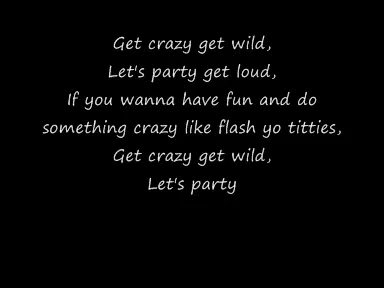 Get crazy get wild,
Let's party get loud,
If you wanna have fun and do
something crazy like flash yo titties,
Get crazy get wild,
Let's party